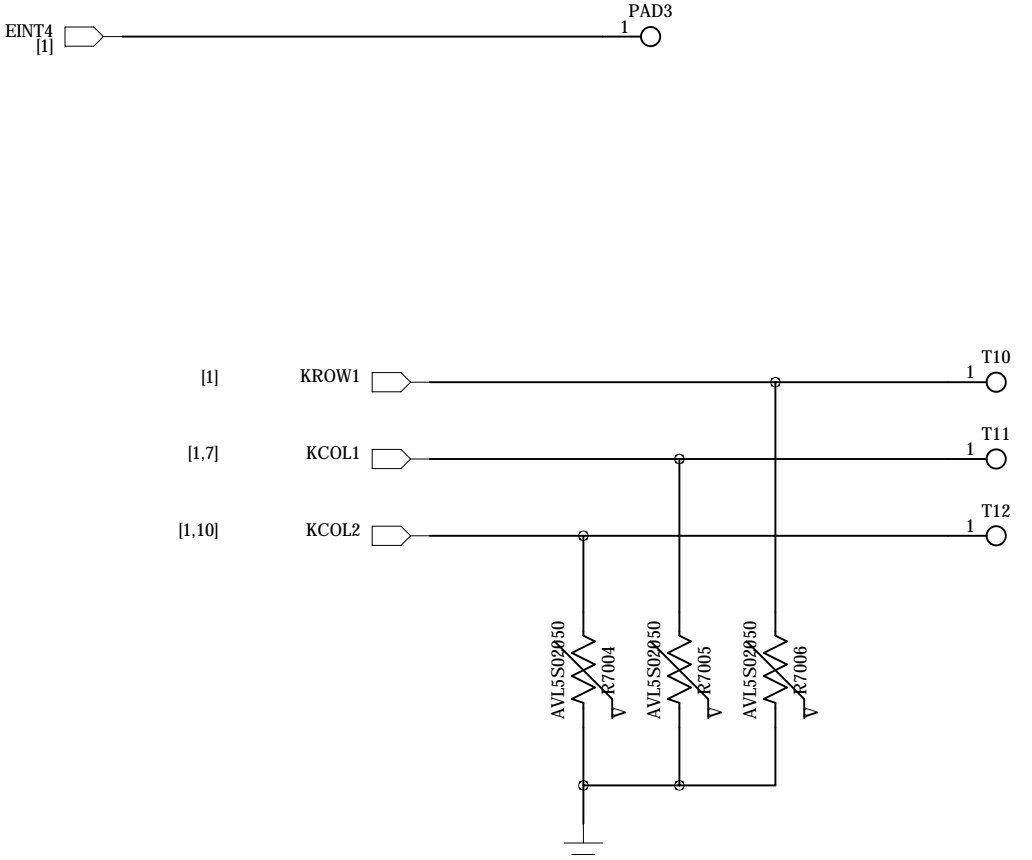 PAD3
EINT4 1
[1]
T10
[1] KROW1 1
T11
[1,7] KCOL1 1
T12
[1,10] KCOL2 1
AVL5S02050
R7004
V
AVL5S02050
R7005
V
AVL5S02050
R7006
V